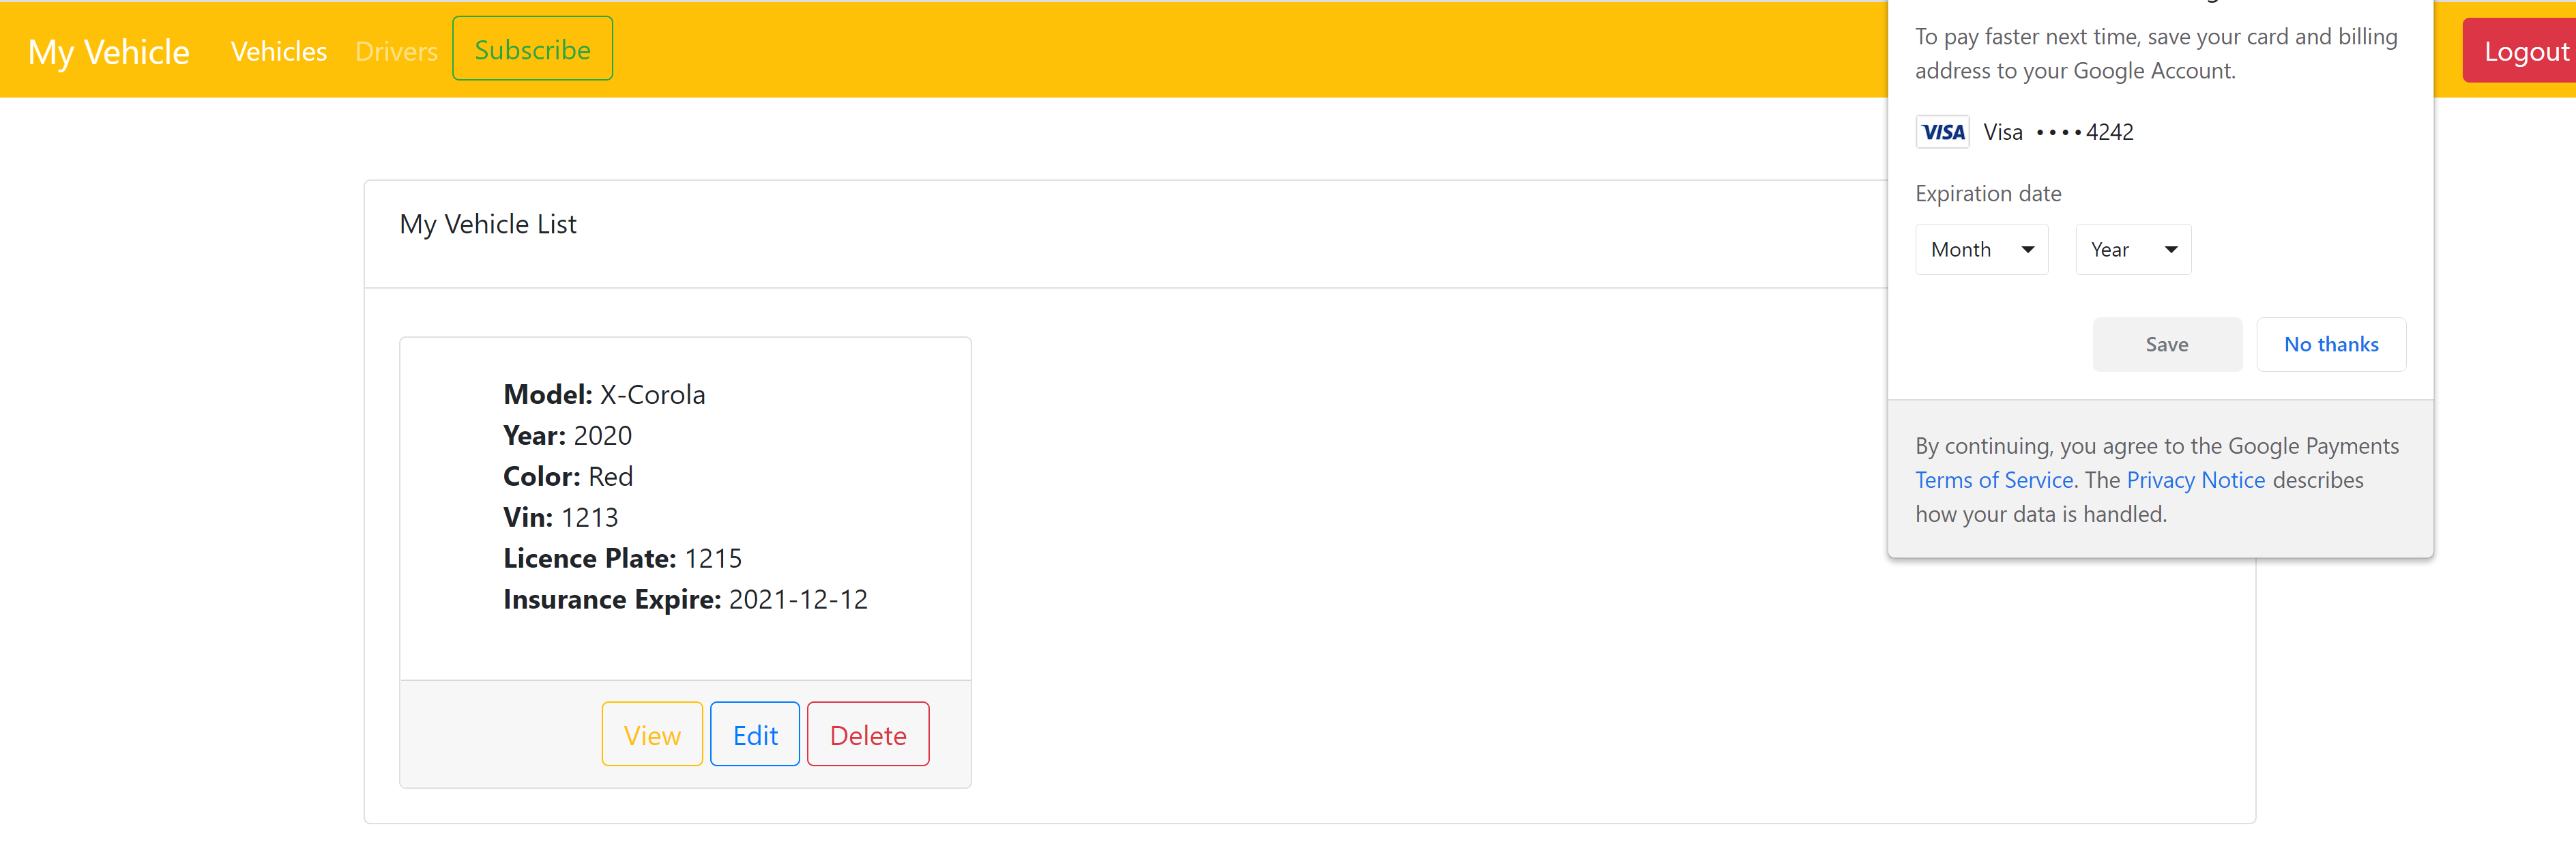 My Vehicle Vehicles Drivers Subscribe
Logout
To pay faster next time, save your card and billing
address to your Google Account.
VISA Visa ••••4242
Expiration date
Month Year
Save No thanks
By continuing, you agree to the Google Payments
Terms of Service. The Privacy Notice describes
how your data is handled.
My Vehicle List
Model: X-Corola
Year: 2020
Color: Red
Vin: 1213
Licence Plate: 1215
Insurance Expire: 2021-12-12
View Edit Delete